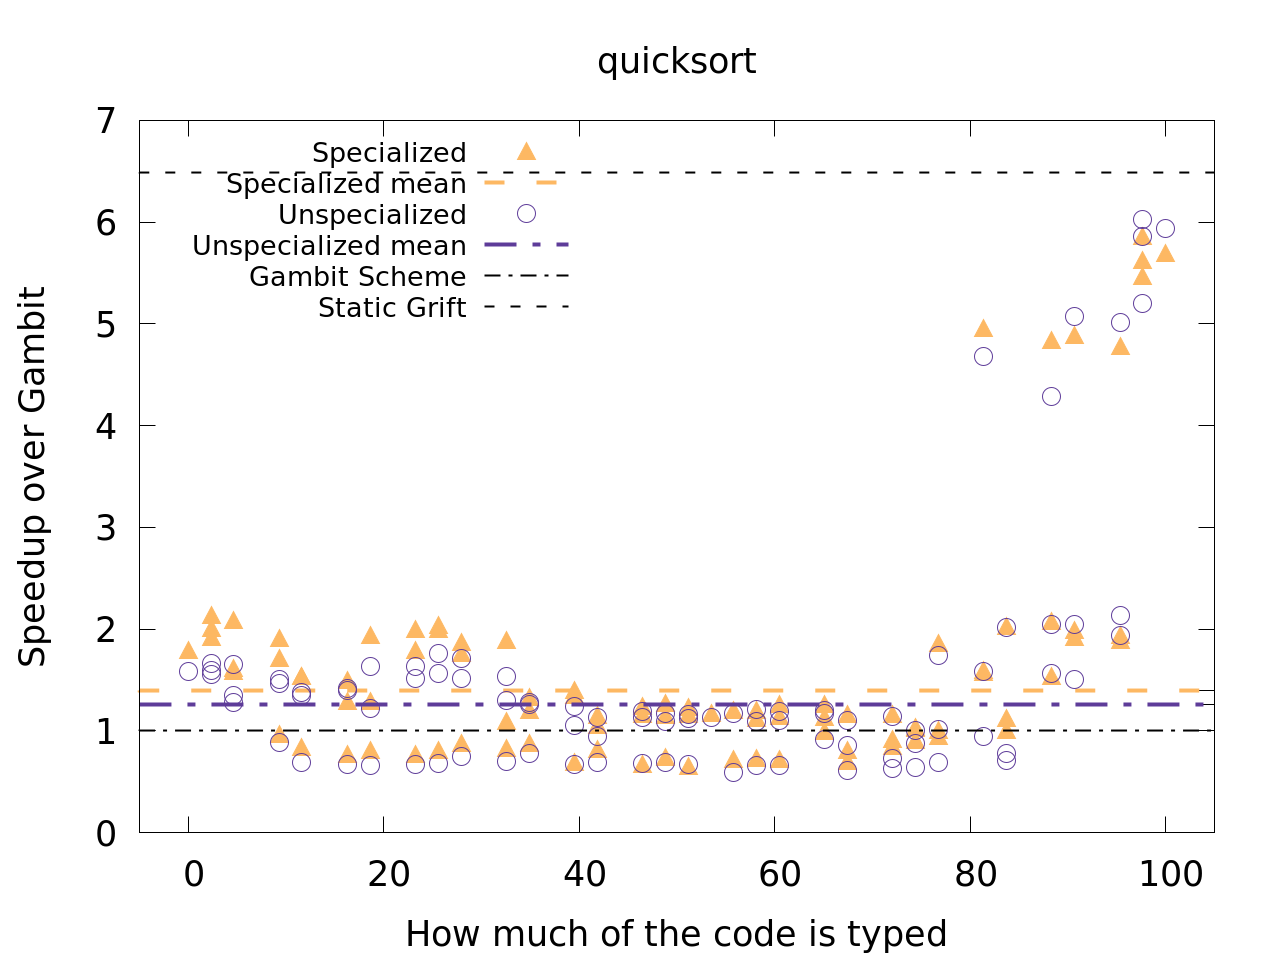 quicksort
Speedup over Gambit
7
6
5
4
3
2
1
0
Specialized
Specialized mean
Unspecialized
Unspecialized mean
Gambit Scheme
Static Grift
0 20 40 60 80 100
How much of the code is typed